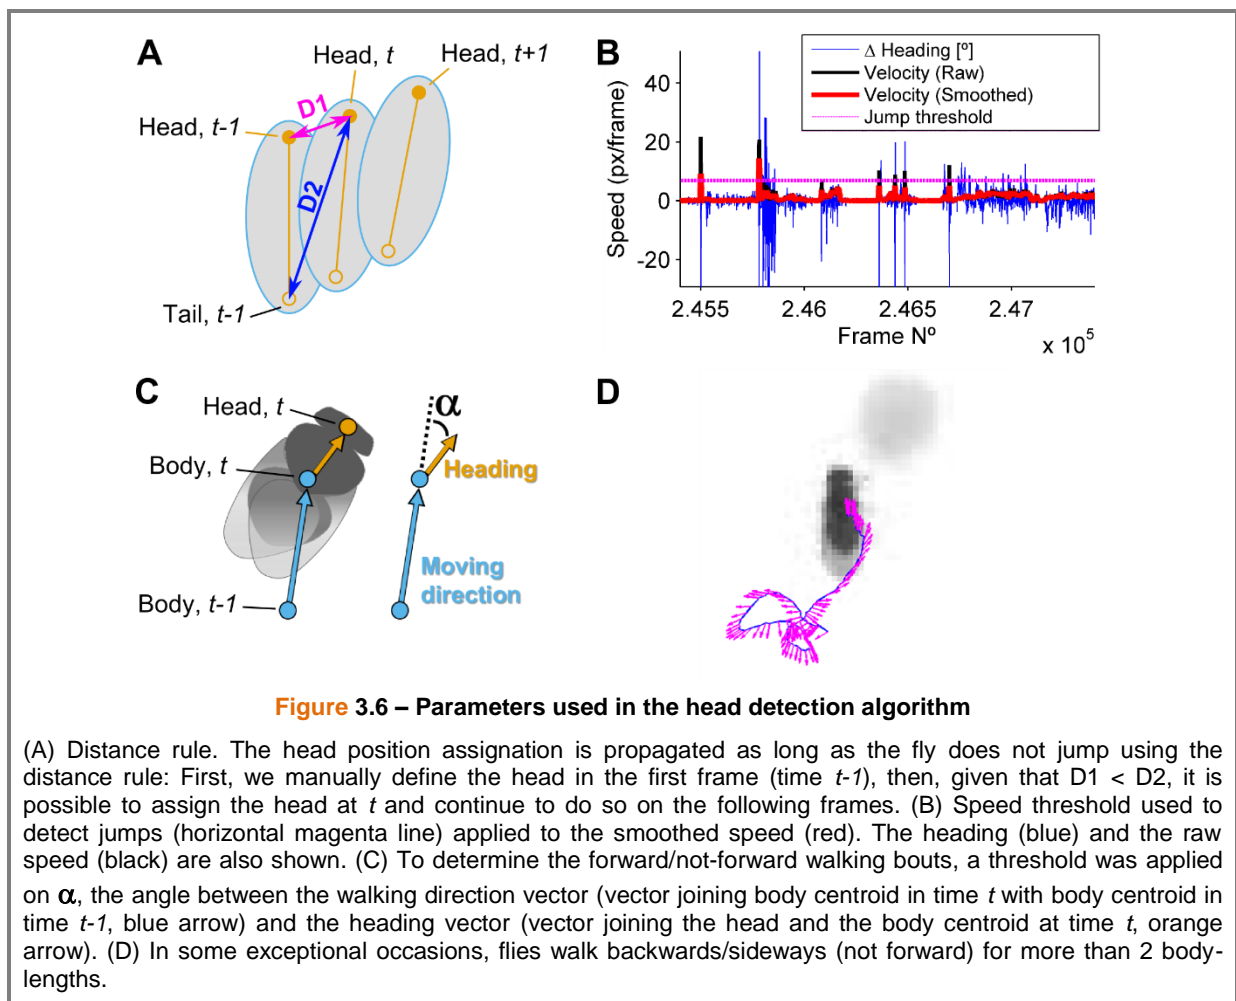 A
Head, t
Head, t+1
Head, t-1
D1
D2
Tail, t-1
B
Δ Heading [º]
Velocity (Raw)
Velocity (Smoothed)
Jump threshold
Speed (px/frame)
40
20
0
-20
2.455
2.46
2.465
2.47
Frame Nº
x 10⁵
C
Head, t
Body, t
Body, t-1
α
Heading
Moving
direction
D
Figure 3.6 – Parameters used in the head detection algorithm
(A) Distance rule. The head position assignation is propagated as long as the fly does not jump using the
distance rule: First, we manually define the head in the first frame (time t-1), then, given that D1 < D2, it is
possible to assign the head at t and continue to do so on the following frames. (B) Speed threshold used to
detect jumps (horizontal magenta line) applied to the smoothed speed (red). The heading (blue) and the raw
speed (black) are also shown. (C) To determine the forward/not-forward walking bouts, a threshold was applied
on α, the angle between the walking direction vector (vector joining body centroid in time t with body centroid in
time t-1, blue arrow) and the heading vector (vector joining the head and the body centroid at time t, orange
arrow). (D) In some exceptional occasions, flies walk backwards/sideways (not forward) for more than 2 body-
lengths.